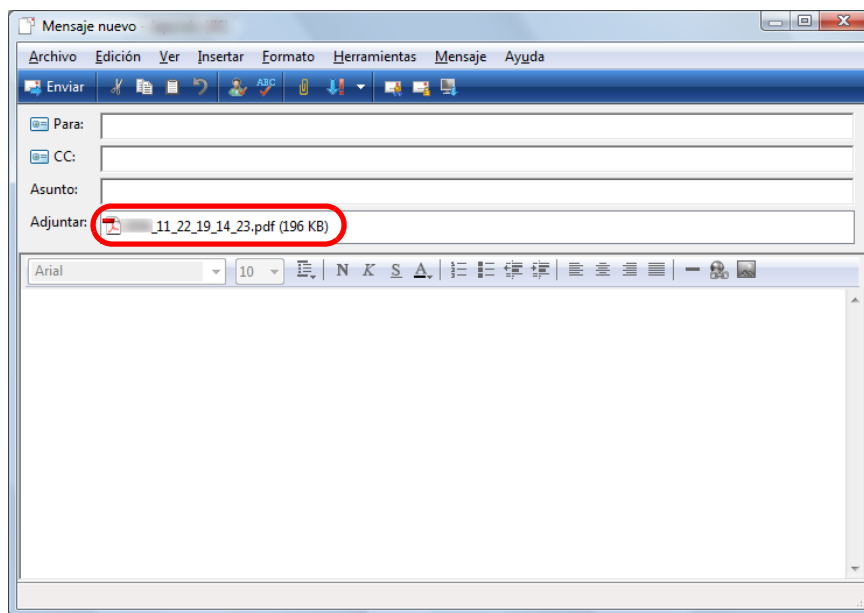 Mensaje nuevo -
Archivo Edición Ver Insertar Formato Herramientas Mensaje Ayuda
Enviar ABC
Para:
CC:
Asunto:
Adjuntar: _11_22_19_14_23.pdf (196 KB)
Arial 10 N K S A